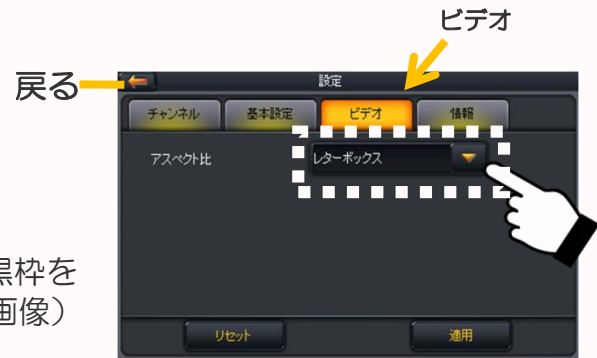 ビデオ
戻る
設定
チャンネル
基本設定
ビデオ
情報
アスペクト比
レターボックス
黒枠を
画像）
リセット
適用